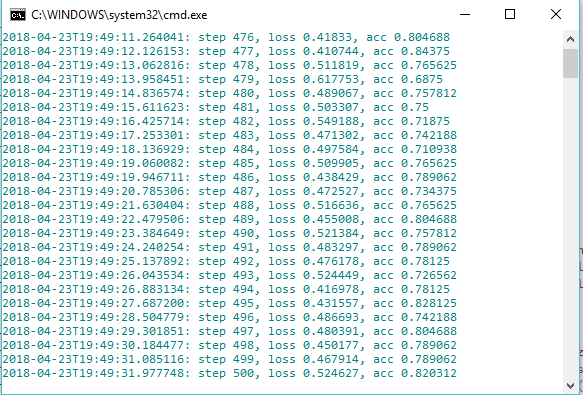 C:\WINDOWS\system32\cmd.exe
2018-04-23T19:49:11.264041: step 476, loss 0.41833, acc 0.804688
2018-04-23T19:49:12.126153: step 477, loss 0.410744, acc 0.84375
2018-04-23T19:49:13.062816: step 478, loss 0.511819, acc 0.765625
2018-04-23T19:49:13.958451: step 479, loss 0.617753, acc 0.6875
2018-04-23T19:49:14.836574: step 480, loss 0.489067, acc 0.757812
2018-04-23T19:49:15.611623: step 481, loss 0.503307, acc 0.75
2018-04-23T19:49:16.425714: step 482, loss 0.549188, acc 0.71875
2018-04-23T19:49:17.253301: step 483, loss 0.471302, acc 0.742188
2018-04-23T19:49:18.136929: step 484, loss 0.497584, acc 0.710938
2018-04-23T19:49:19.060082: step 485, loss 0.509905, acc 0.765625
2018-04-23T19:49:19.946711: step 486, loss 0.438429, acc 0.789062
2018-04-23T19:49:20.785306: step 487, loss 0.472527, acc 0.734375
2018-04-23T19:49:21.630404: step 488, loss 0.516636, acc 0.765625
2018-04-23T19:49:22.479506: step 489, loss 0.455008, acc 0.804688
2018-04-23T19:49:23.384649: step 490, loss 0.521384, acc 0.757812
2018-04-23T19:49:24.240254: step 491, loss 0.483297, acc 0.789062
2018-04-23T19:49:25.137892: step 492, loss 0.476178, acc 0.78125
2018-04-23T19:49:26.043534: step 493, loss 0.524449, acc 0.726562
2018-04-23T19:49:26.883134: step 494, loss 0.416978, acc 0.78125
2018-04-23T19:49:27.687200: step 495, loss 0.431557, acc 0.828125
2018-04-23T19:49:28.504779: step 496, loss 0.486693, acc 0.742188
2018-04-23T19:49:29.301851: step 497, loss 0.480391, acc 0.804688
2018-04-23T19:49:30.184477: step 498, loss 0.450177, acc 0.789062
2018-04-23T19:49:31.085116: step 499, loss 0.467914, acc 0.789062
2018-04-23T19:49:31.977748: step 500, loss 0.524627, acc 0.820312